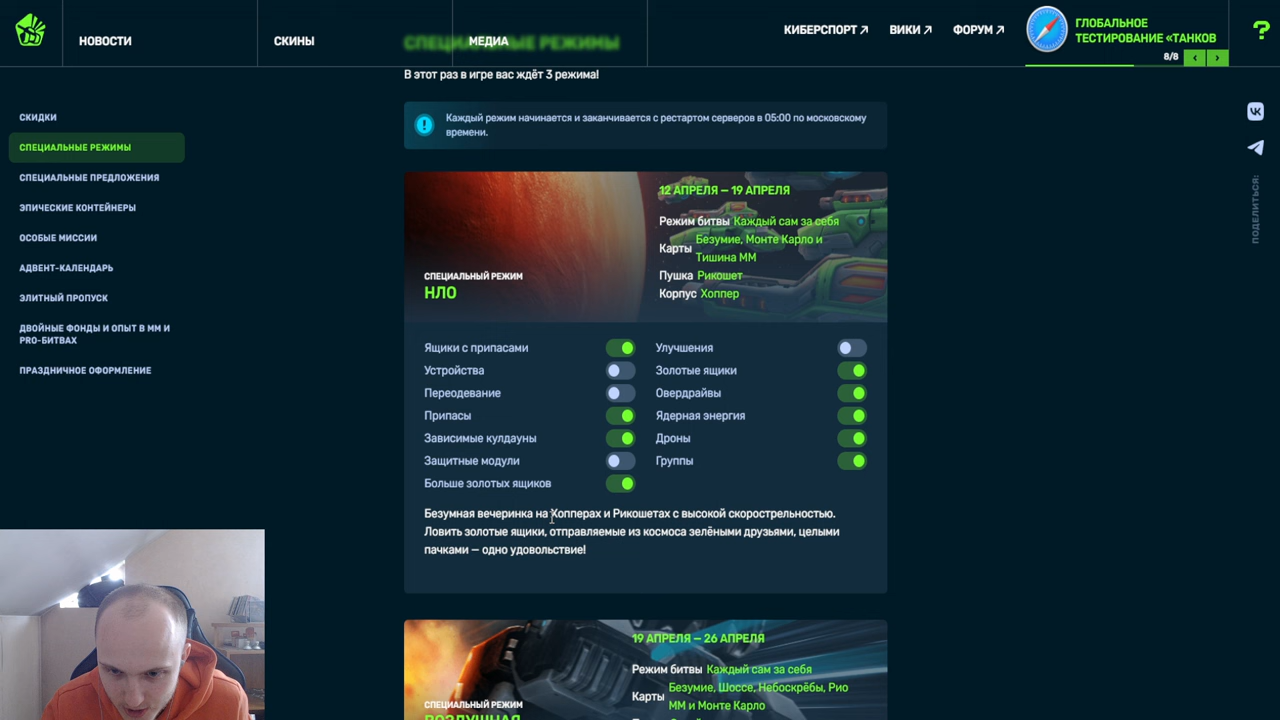 НОВОСТИ
СКИНЫ
МЕДИА
СПЕЦИАЛЬНЫЕ РЕЖИМЫ
КИБЕРСПОРТ
ВИКИ
ФОРУМ
ГЛОБАЛЬНОЕ
ТЕСТИРОВАНИЕ «ТАНКОВ
8/8
?
В этот раз в игре вас ждёт 3 режима!
СКИДКИ
СПЕЦИАЛЬНЫЕ РЕЖИМЫ
СПЕЦИАЛЬНЫЕ ПРЕДЛОЖЕНИЯ
ЭПИЧЕСКИЕ КОНТЕЙНЕРЫ
ОСОБЫЕ МИССИИ
АДВЕНТ-КАЛЕНДАРЬ
ЭЛИТНЫЙ ПРОПУСК
ДВОЙНЫЕ ФОНДЫ И ОПЫТ В ММ И
PRO-БИТВАХ
ПРАЗДНИЧНОЕ ОФОРМЛЕНИЕ
Каждый режим начинается и заканчивается с рестартом серверов в 05:00 по московскому
времени.
12 АПРЕЛЯ — 19 АПРЕЛЯ
Режим битвы Каждый сам за себя
Карты Безумие, Монте Карло и
Тишина ММ
Пушка Рикошет
Корпус Хоппер
СПЕЦИАЛЬНЫЙ РЕЖИМ
НЛО
Ящики с припасами
Улучшения
Устройства
Золотые ящики
Переодевание
Овердрайвы
Припасы
Ядерная энергия
Зависимые кулдауны
Дроны
Защитные модули
Группы
Больше золотых ящиков
Безумная вечеринка на Хопперах и Рикошетах с высокой скорострельностью.
Ловить золотые ящики, отправляемые из космоса зелёными друзьями, целыми
пачками — одно удовольствие!
19 АПРЕЛЯ — 26 АПРЕЛЯ
Режим битвы Каждый сам за себя
Карты Безумие, Шоссе, Небоскрёбы, Рио
ММ и Монте Карло
СПЕЦИАЛЬНЫЙ РЕЖИМ
ВОЗДУШНАЯ
ПОДЕЛИТЬСЯ: